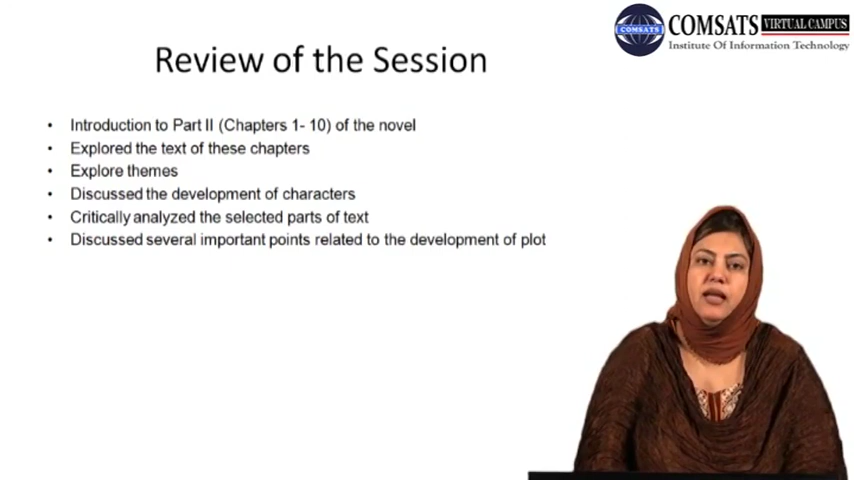 COMSATS VIRTUAL CAMPUS
COMSATS
Institute Of Information Technology
Review of the Session
• Introduction to Part II (Chapters 1- 10) of the novel
• Explored the text of these chapters
• Explore themes
• Discussed the development of characters
• Critically analyzed the selected parts of text
• Discussed several important points related to the development of plot